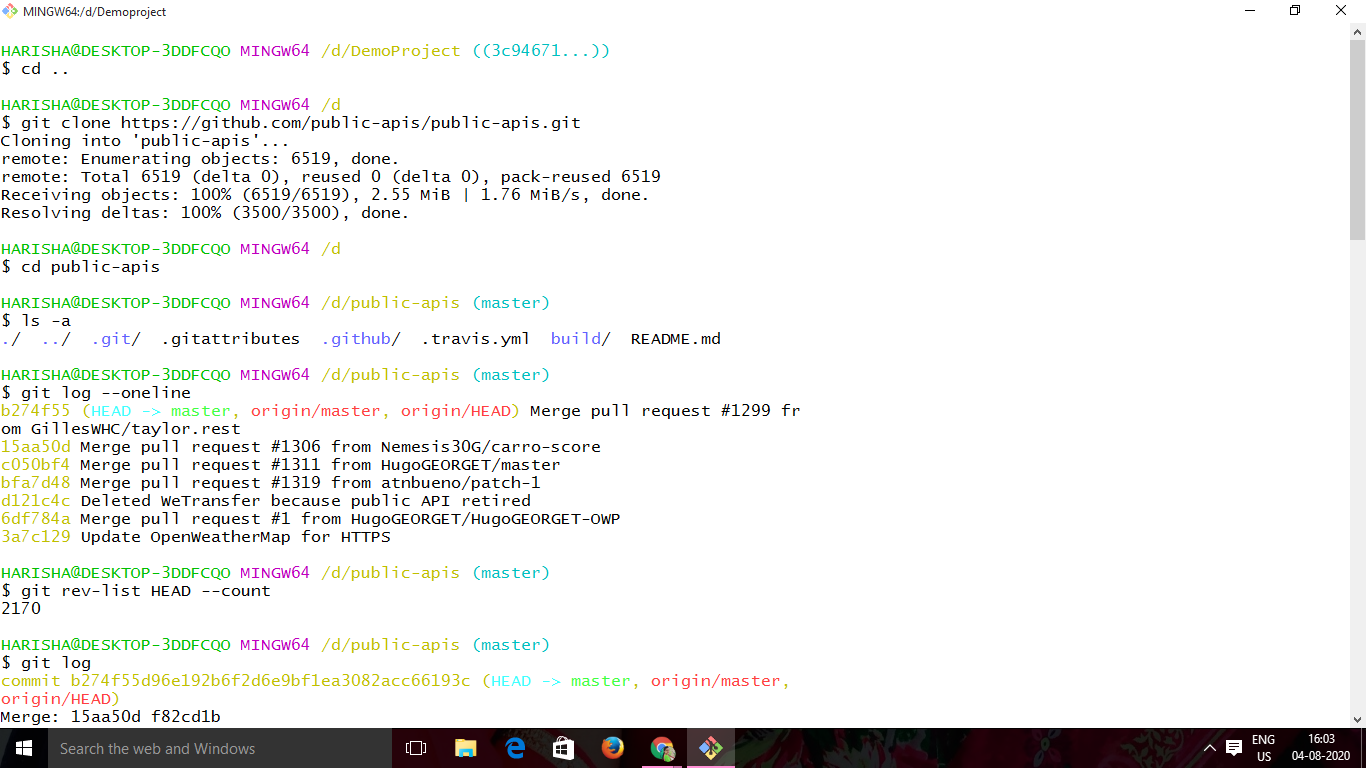 MINGW64:/d/Demoproject
HARISHA@DESKTOP-3DDFCQO MINGW64 /d/DemoProject ((3c94671...))
$ cd ..
HARISHA@DESKTOP-3DDFCQO MINGW64 /d
$ git clone https://github.com/public-apis/public-apis.git
Cloning into 'public-apis'...
remote: Enumerating objects: 6519, done.
remote: Total 6519 (delta 0), reused 0 (delta 0), pack-reused 6519
Receiving objects: 100% (6519/6519), 2.55 MiB | 1.76 MiB/s, done.
Resolving deltas: 100% (3500/3500), done.
HARISHA@DESKTOP-3DDFCQO MINGW64 /d
$ cd public-apis
HARISHA@DESKTOP-3DDFCQO MINGW64 /d/public-apis (master)
$ ls -a
./  ../  .git/  .gitattributes  .github/  .travis.yml  build/  README.md
HARISHA@DESKTOP-3DDFCQO MINGW64 /d/public-apis (master)
$ git log --oneline
b274f55 (HEAD -> master, origin/master, origin/HEAD) Merge pull request #1299 fr
om GillesWHC/taylor.rest
15aa50d Merge pull request #1306 from Nemesis30G/carro-score
c050bf4 Merge pull request #1311 from HugoGEORGET/master
bfa7d48 Merge pull request #1319 from atnbueno/patch-1
d121c4c Deleted WeTransfer because public API retired
6df784a Merge pull request #1 from HugoGEORGET/HugoGEORGET-OWP
3a7c129 Update OpenWeatherMap for HTTPS
HARISHA@DESKTOP-3DDFCQO MINGW64 /d/public-apis (master)
$ git rev-list HEAD --count
2170
HARISHA@DESKTOP-3DDFCQO MINGW64 /d/public-apis (master)
$ git log
commit b274f55d96e192b6f2d6e9bf1ea3082acc66193c (HEAD -> master, origin/master,
origin/HEAD)
Merge: 15aa50d f82cd1b
Search the web and Windows
ENG
US
16:03
04-08-2020